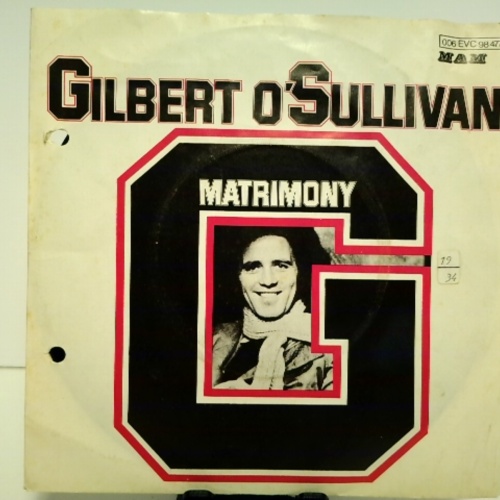 006 EVC 98 47
MAM
GILBERT O'SULLIVAN
MATRIMONY
G
19
34